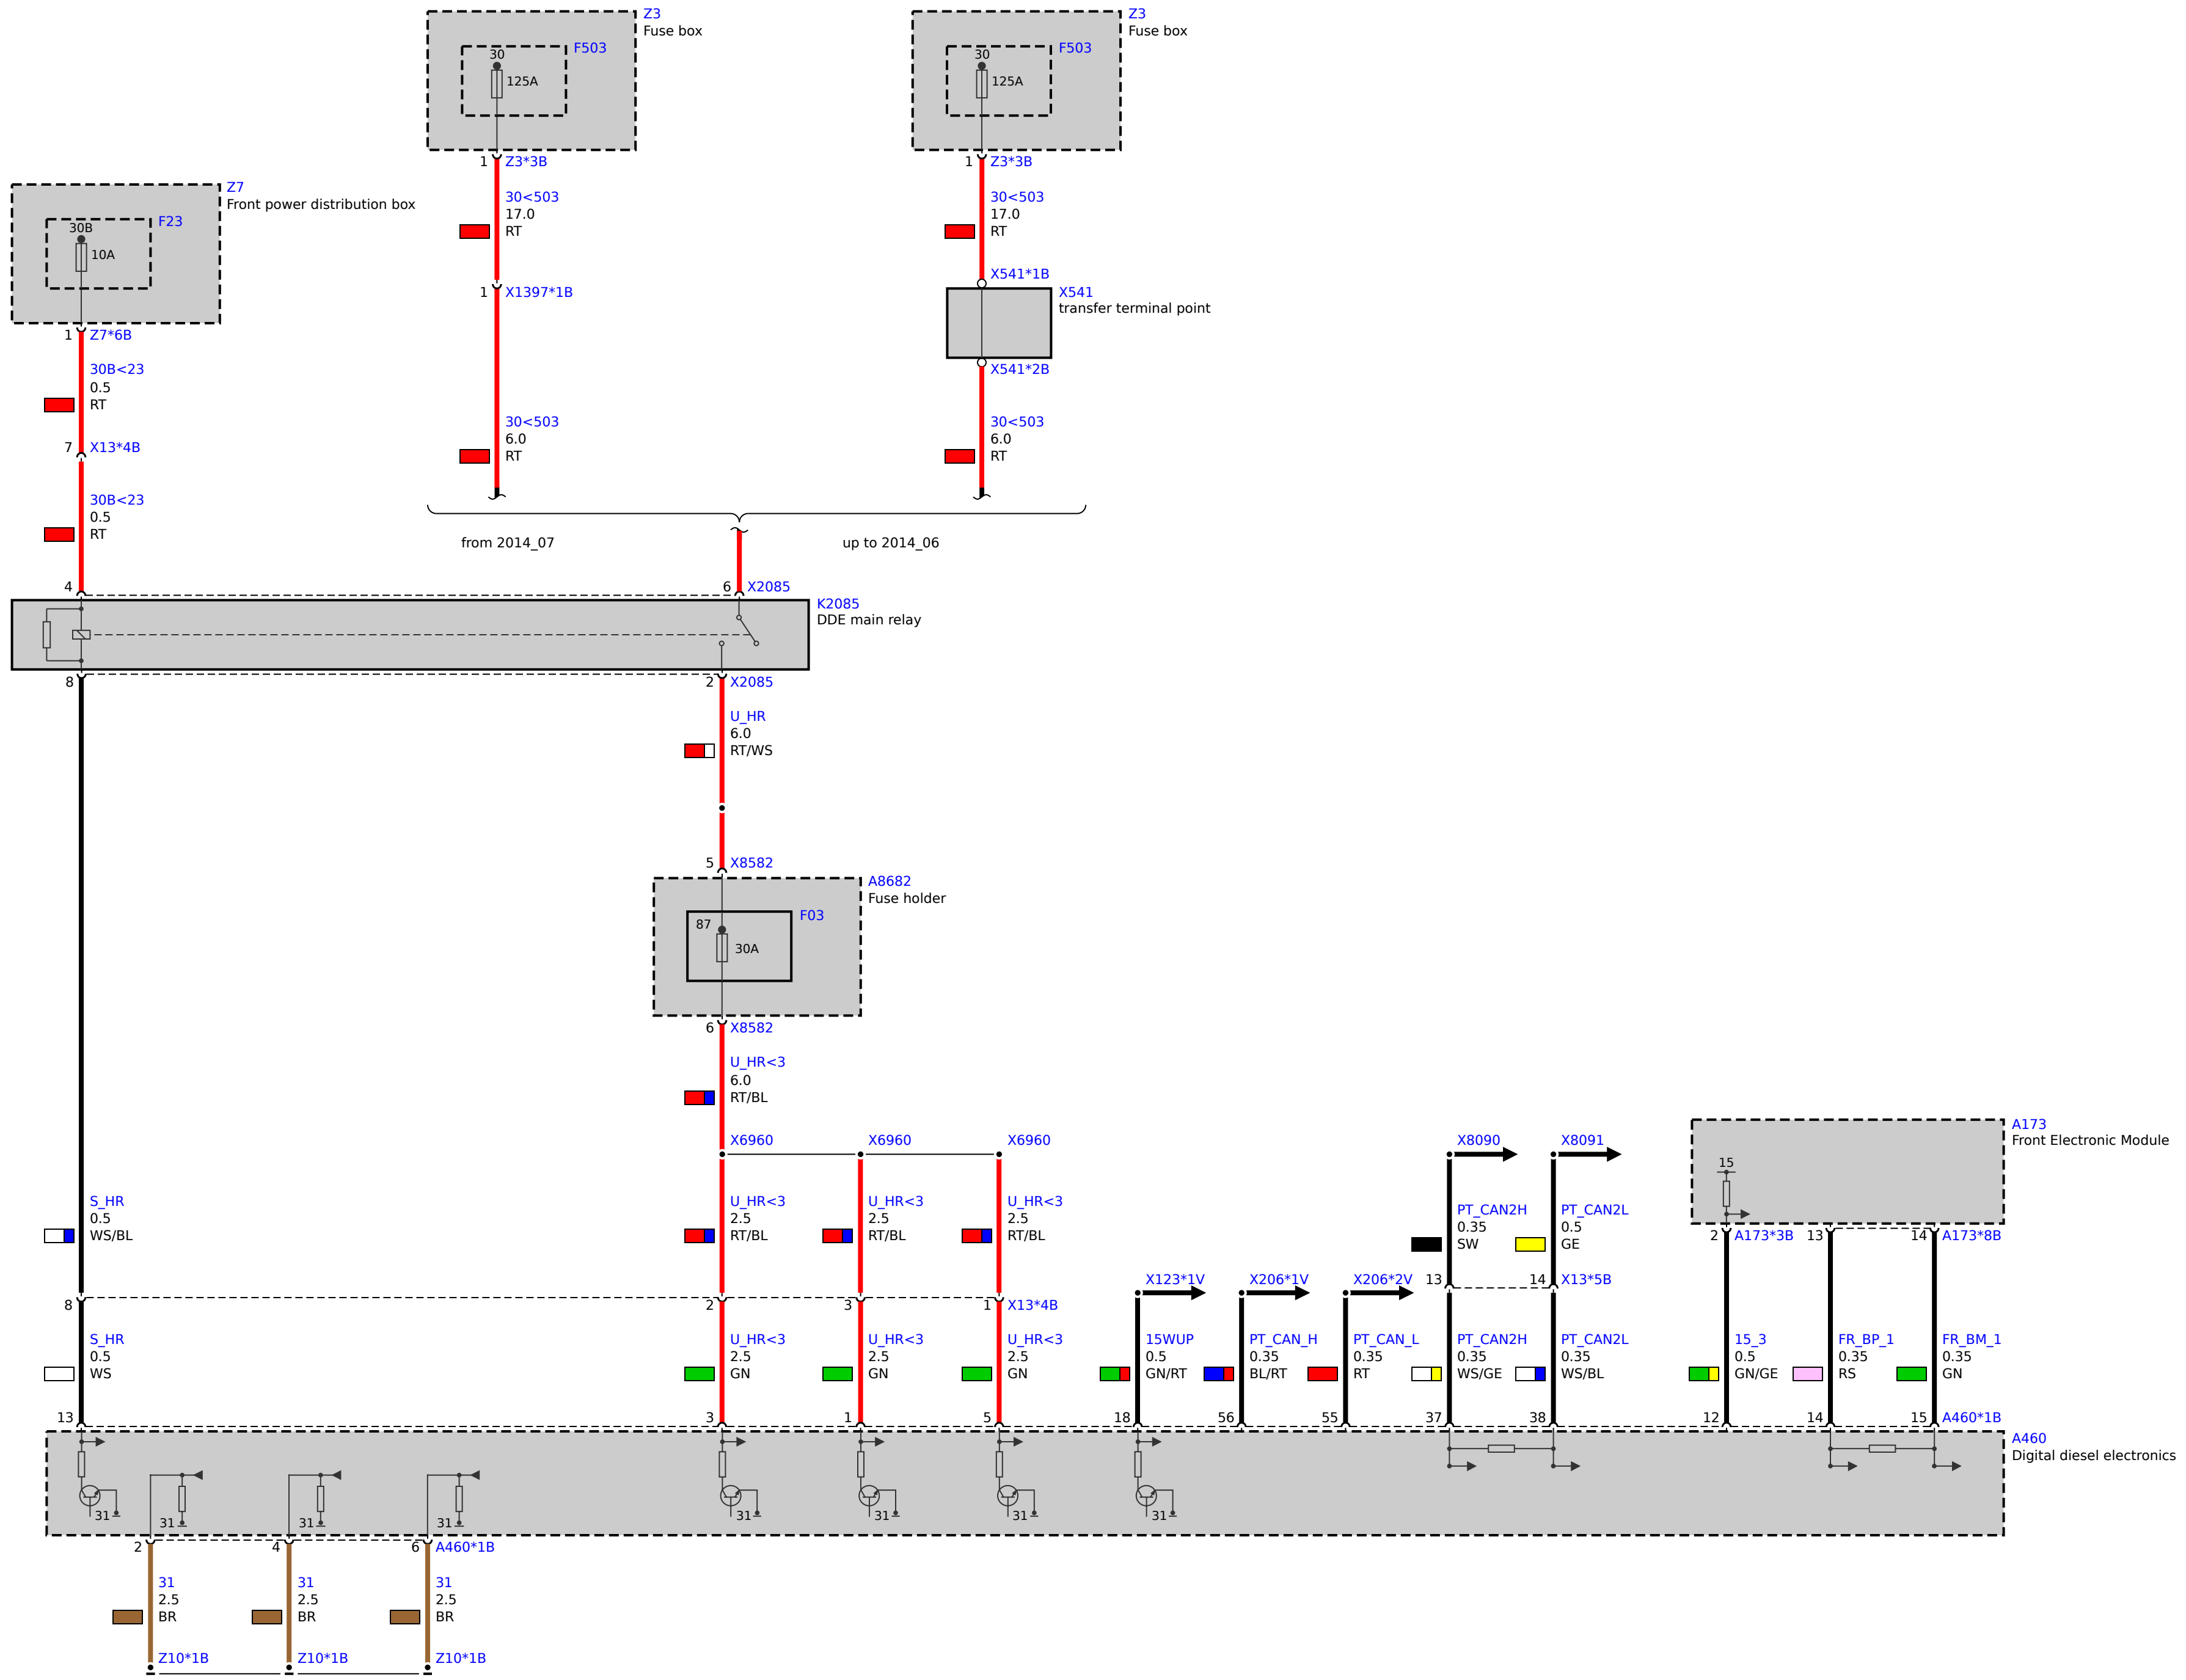 Z3
Fuse box
F503
30
125A
1 Z3*3B
30<503
17.0
RT
1 X1397*1B
30<503
6.0
RT
Z3
Fuse box
F503
30
125A
1 Z3*3B
30<503
17.0
RT
X541*1B
X541
transfer terminal point
X541*2B
30<503
6.0
RT
Z7
Front power distribution box
F23
30B
10A
1 Z7*6B
30B<23
0.5
RT
7 X13*4B
30B<23
0.5
RT
from 2014_07
up to 2014_06
4
6 X2085
K2085
DDE main relay
8
2 X2085
U_HR
6.0
RT/WS
5 X8582
A8682
Fuse holder
F03
87
30A
6 X8582
U_HR<3
6.0
RT/BL
X6960
X6960
X6960
S_HR
0.5
WS/BL
U_HR<3
2.5
RT/BL
U_HR<3
2.5
RT/BL
U_HR<3
2.5
RT/BL
X8090
X8091
PT_CAN2H
0.35
SW
PT_CAN2L
0.5
GE
A173
Front Electronic Module
15
2 A173*3B
13
14 A173*8B
8
2
3
1 X13*4B
X123*1V
X206*1V
X206*2V
13
14 X13*5B
S_HR
0.5
WS
U_HR<3
2.5
GN
U_HR<3
2.5
GN
U_HR<3
2.5
GN
15WUP
0.5
GN/RT
PT_CAN_H
0.35
BL/RT
PT_CAN_L
0.35
RT
PT_CAN2H
0.35
WS/GE
PT_CAN2L
0.35
WS/BL
15_3
0.5
GN/GE
FR_BP_1
0.35
RS
FR_BM_1
0.35
GN
13
3
1
5
18
56
55
37
38
12
14
15 A460*1B
A460
Digital diesel electronics
31
31
31
31
31
31
31
31
2
4
6 A460*1B
31
2.5
BR
31
2.5
BR
31
2.5
BR
Z10*1B
Z10*1B
Z10*1B